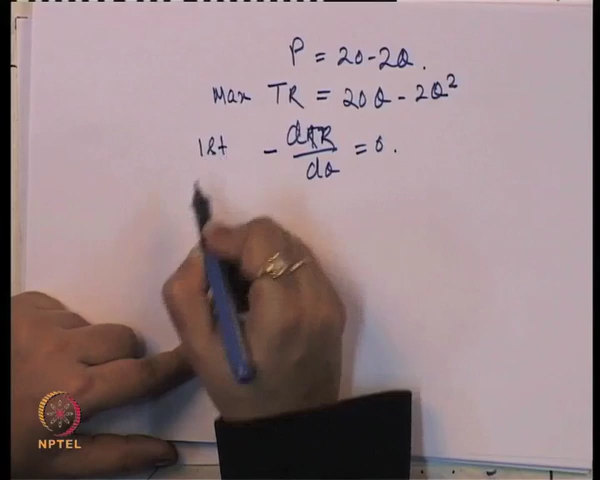 P = 20 - 2Q.
Max TR = 20Q - 2Q²
1st - dTR/dQ = 0.
NPTEL